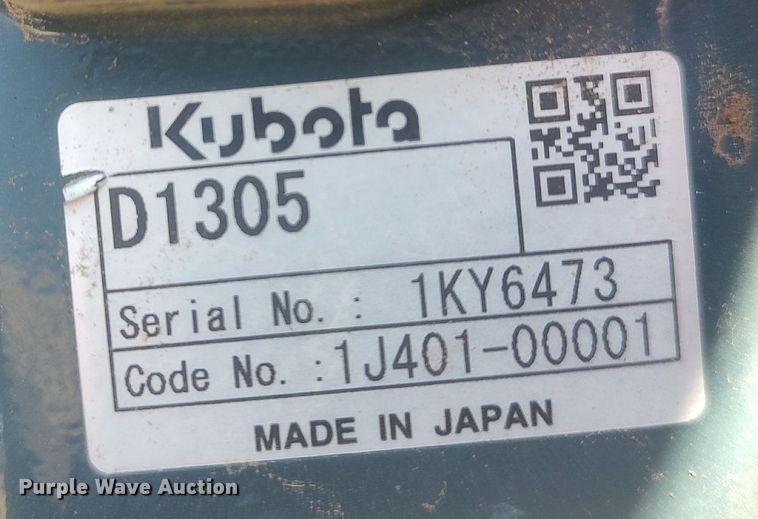 Kubota
D1305
Serial No. : 1KY6473
Code No. : 1J401-00001
MADE IN JAPAN
Purple Wave Auction